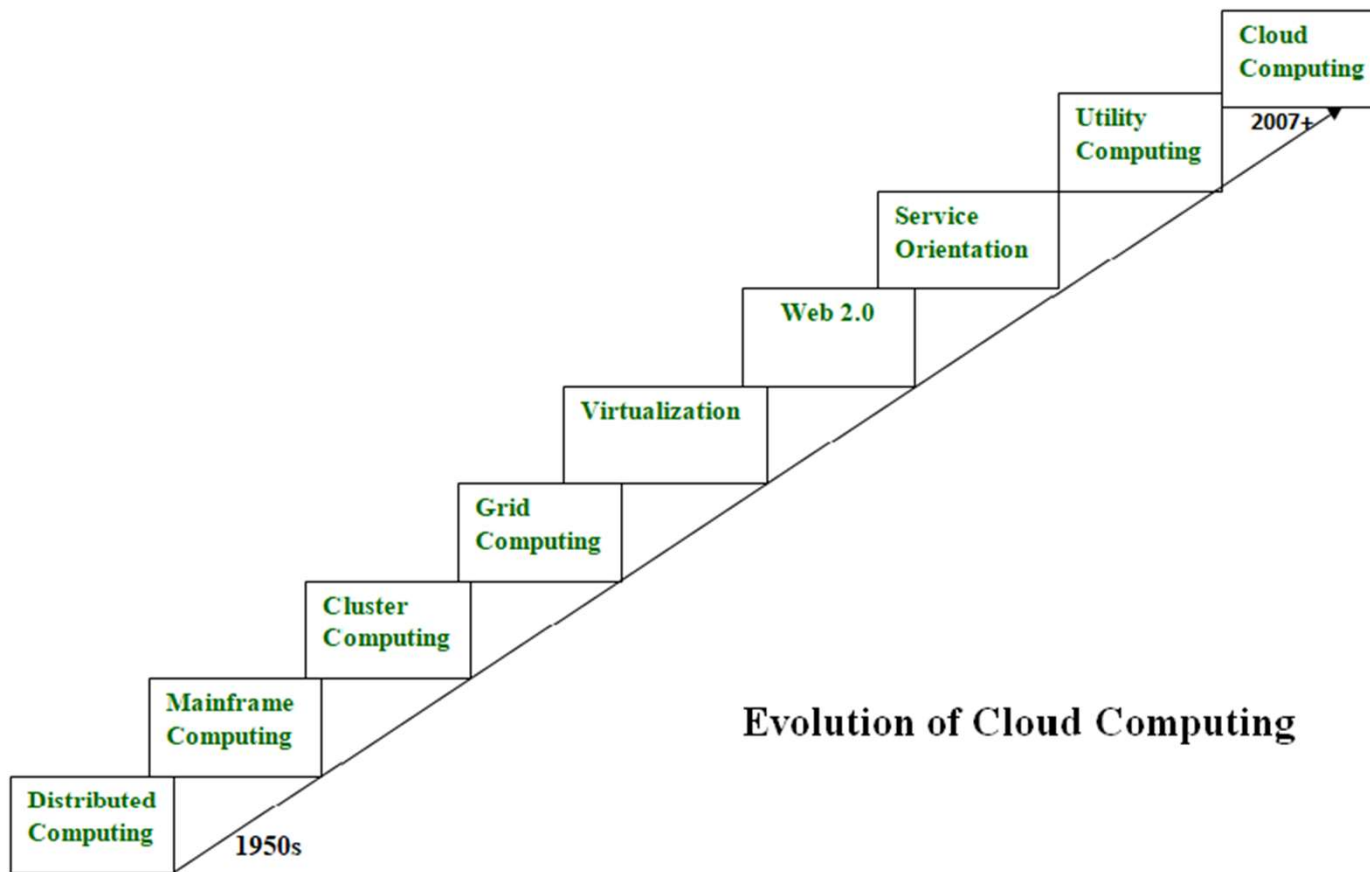 Cloud
Computing
2007+
Utility
Computing
Service
Orientation
Web 2.0
Virtualization
Grid
Computing
Cluster
Computing
Mainframe
Computing
Evolution of Cloud Computing
Distributed
Computing
1950s